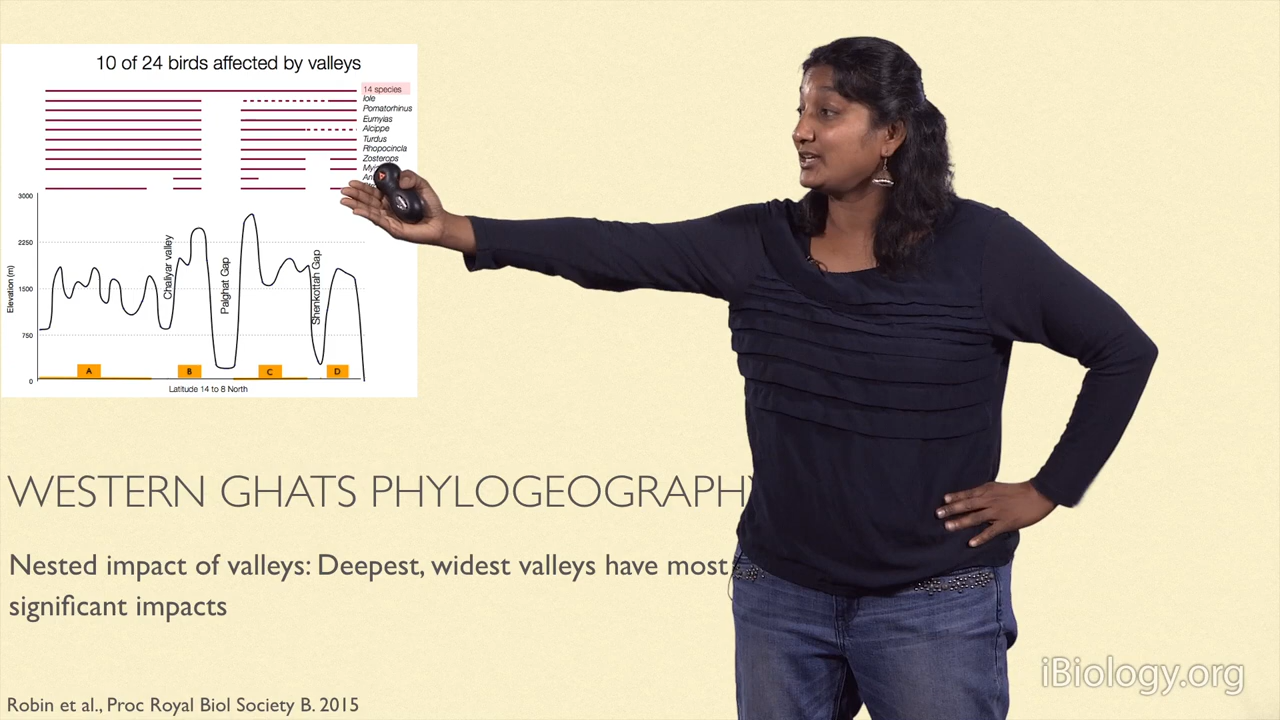 10 of 24 birds affected by valleys
14 species
Iole
Pomatorhinus
Eumyias
Alcippe
Turdus
Rhopocincla
Zosterops
3000
2250
1500
750
0
Elevation (m)
Chaliyar valley
Palghat Gap
Shenkottah Gap
A
B
C
D
Latitude 14 to 8 North
WESTERN GHATS PHYLOGEOGRAPHY
Nested impact of valleys: Deepest, widest valleys have most
significant impacts
Robin et al., Proc Royal Biol Society B. 2015
iBiology.org